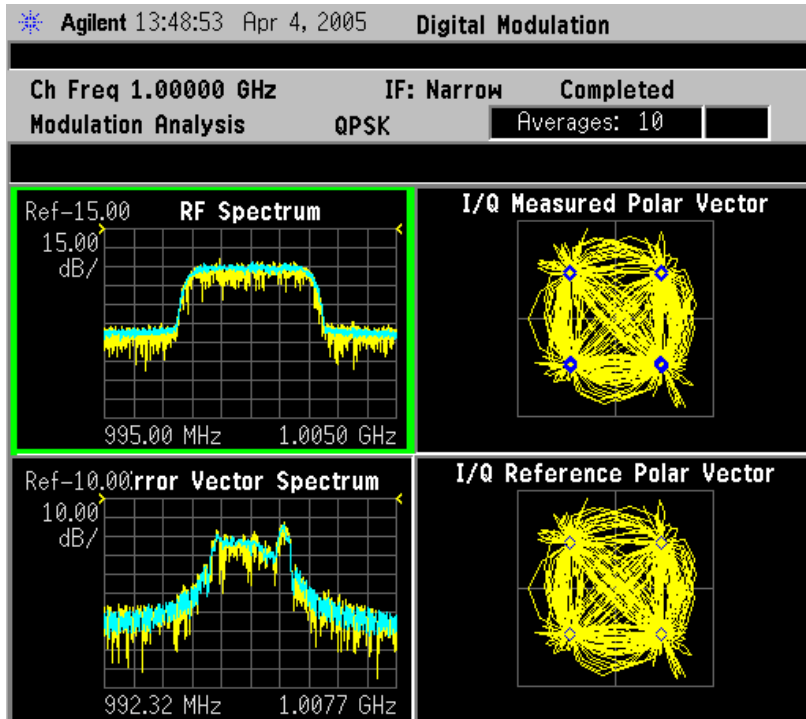 Agilent 13:48:53 Apr 4, 2005 Digital Modulation
Ch Freq 1.00000 GHz IF: Narrow Completed
Modulation Analysis QPSK Averages: 10
Ref-15.00 RF Spectrum
15.00
dB/
995.00 MHz 1.0050 GHz
I/Q Measured Polar Vector
Ref-10.00 rror Vector Spectrum
10.00
dB/
992.32 MHz 1.0077 GHz
I/Q Reference Polar Vector